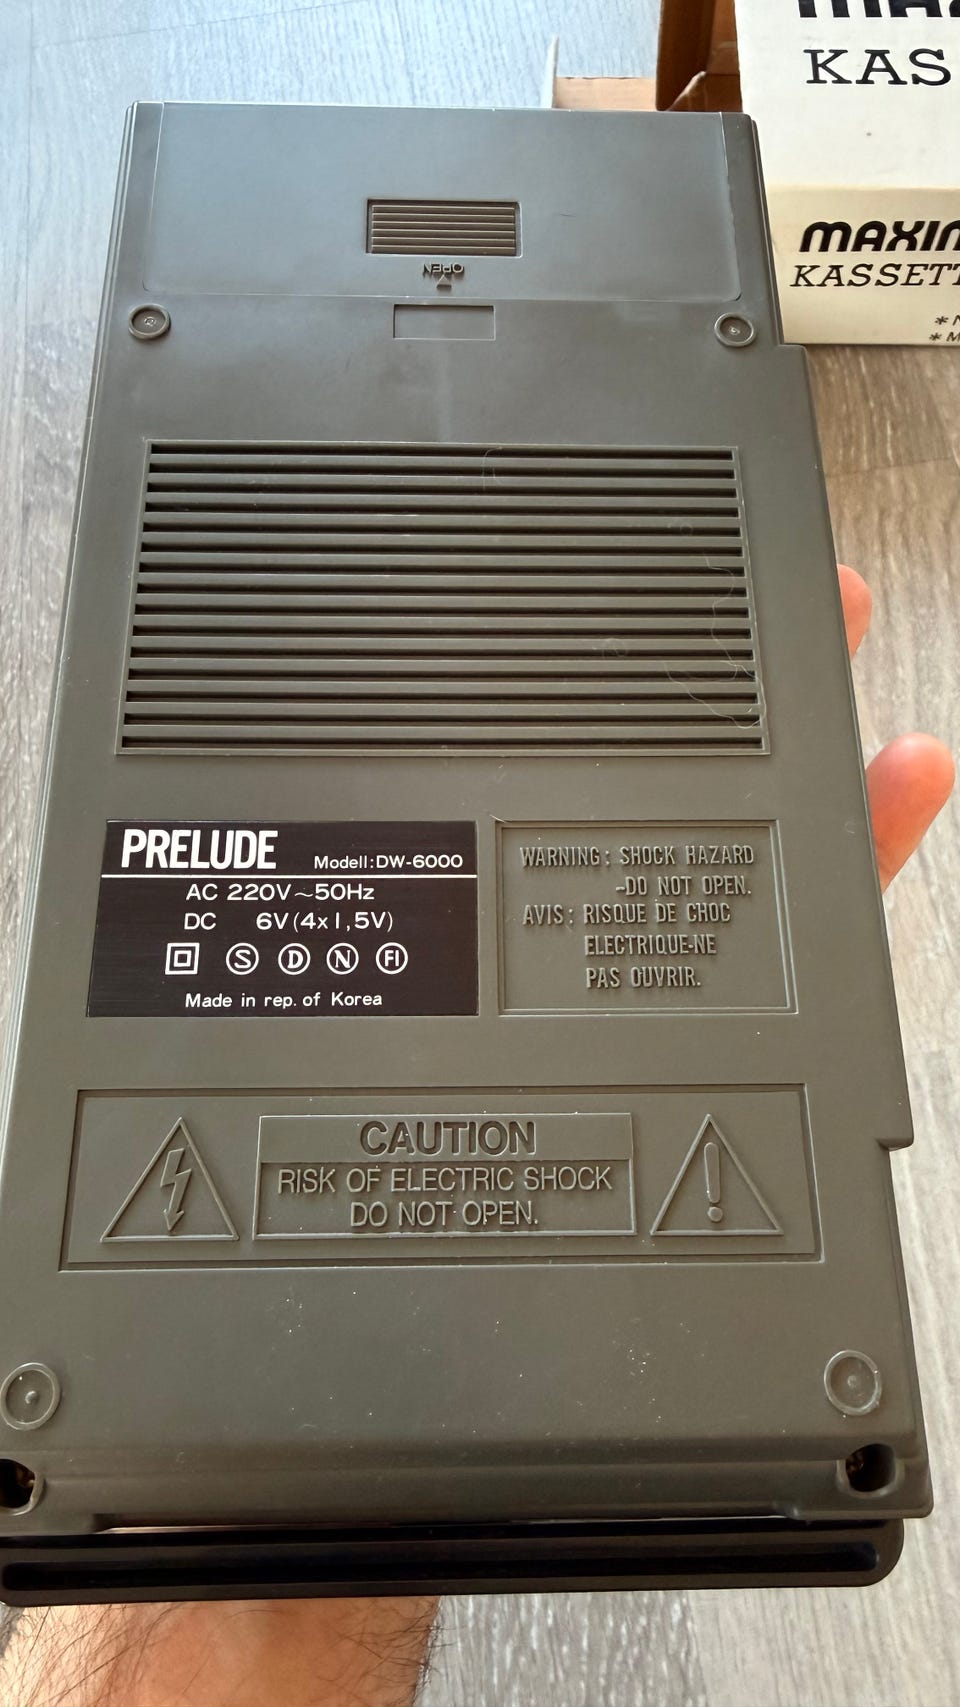 KAS
MAXIM
KASSETT
OPEN
PRELUDE Modell:DW-6000
AC 220V~50Hz
DC 6V(4x1,5V)
S D N FI
Made in rep. of Korea
WARNING: SHOCK HAZARD
-DO NOT OPEN.
AVIS: RISQUE DE CHOC
ELECTRIQUE-NE
PAS OUVRIR.
CAUTION
RISK OF ELECTRIC SHOCK
DO NOT OPEN.